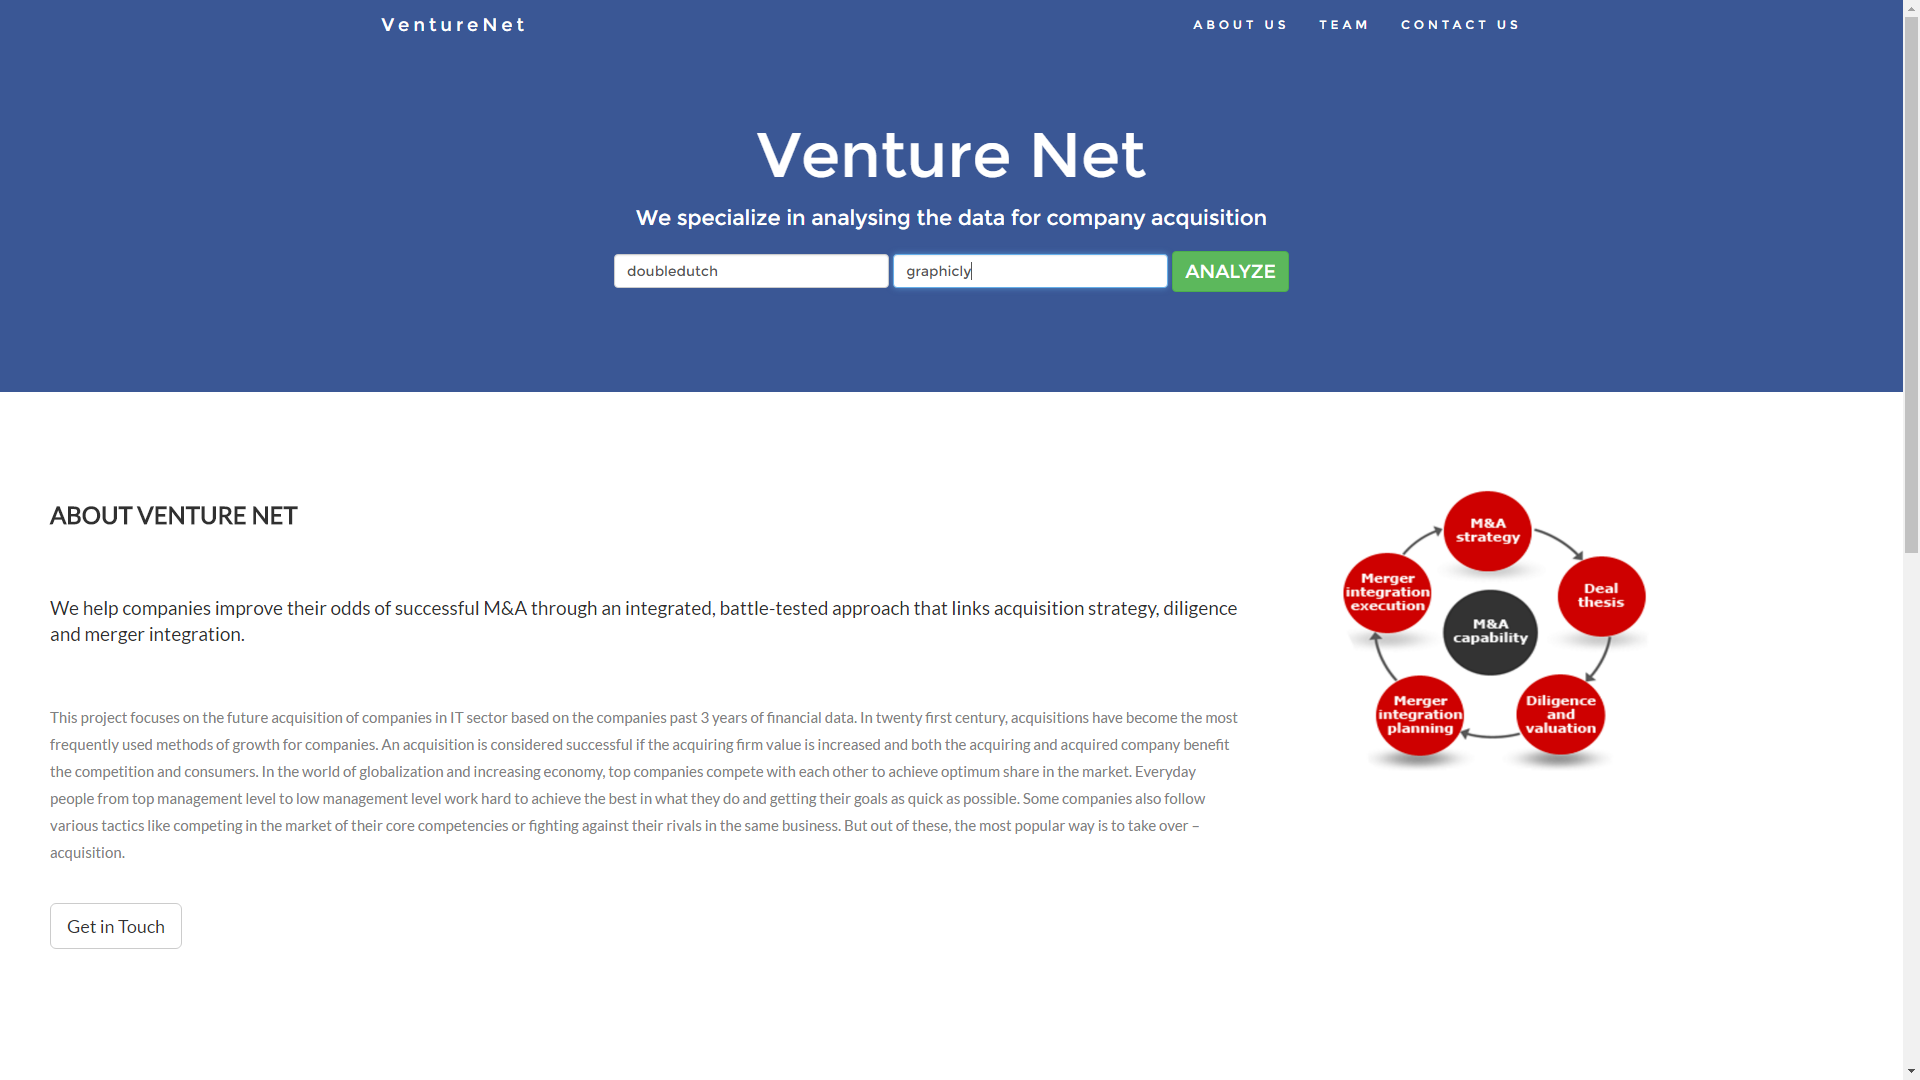 VentureNet
ABOUT US TEAM CONTACT US
Venture Net
We specialize in analysing the data for company acquisition
doubledutch graphicly ANALYZE
ABOUT VENTURE NET
We help companies improve their odds of successful M&A through an integrated, battle-tested approach that links acquisition strategy, diligence
and merger integration.
This project focuses on the future acquisition of companies in IT sector based on the companies past 3 years of financial data. In twenty first century, acquisitions have become the most
frequently used methods of growth for companies. An acquisition is considered successful if the acquiring firm value is increased and both the acquiring and acquired company benefit
the competition and consumers. In the world of globalization and increasing economy, top companies compete with each other to achieve optimum share in the market. Everyday
people from top management level to low management level work hard to achieve the best in what they do and getting their goals as quick as possible. Some companies also follow
various tactics like competing in the market of their core competencies or fighting against their rivals in the same business. But out of these, the most popular way is to take over –
acquisition.
Get in Touch
M&A
strategy
Deal
thesis
Diligence
and
valuation
Merger
integration
planning
Merger
integration
execution
M&A
capability